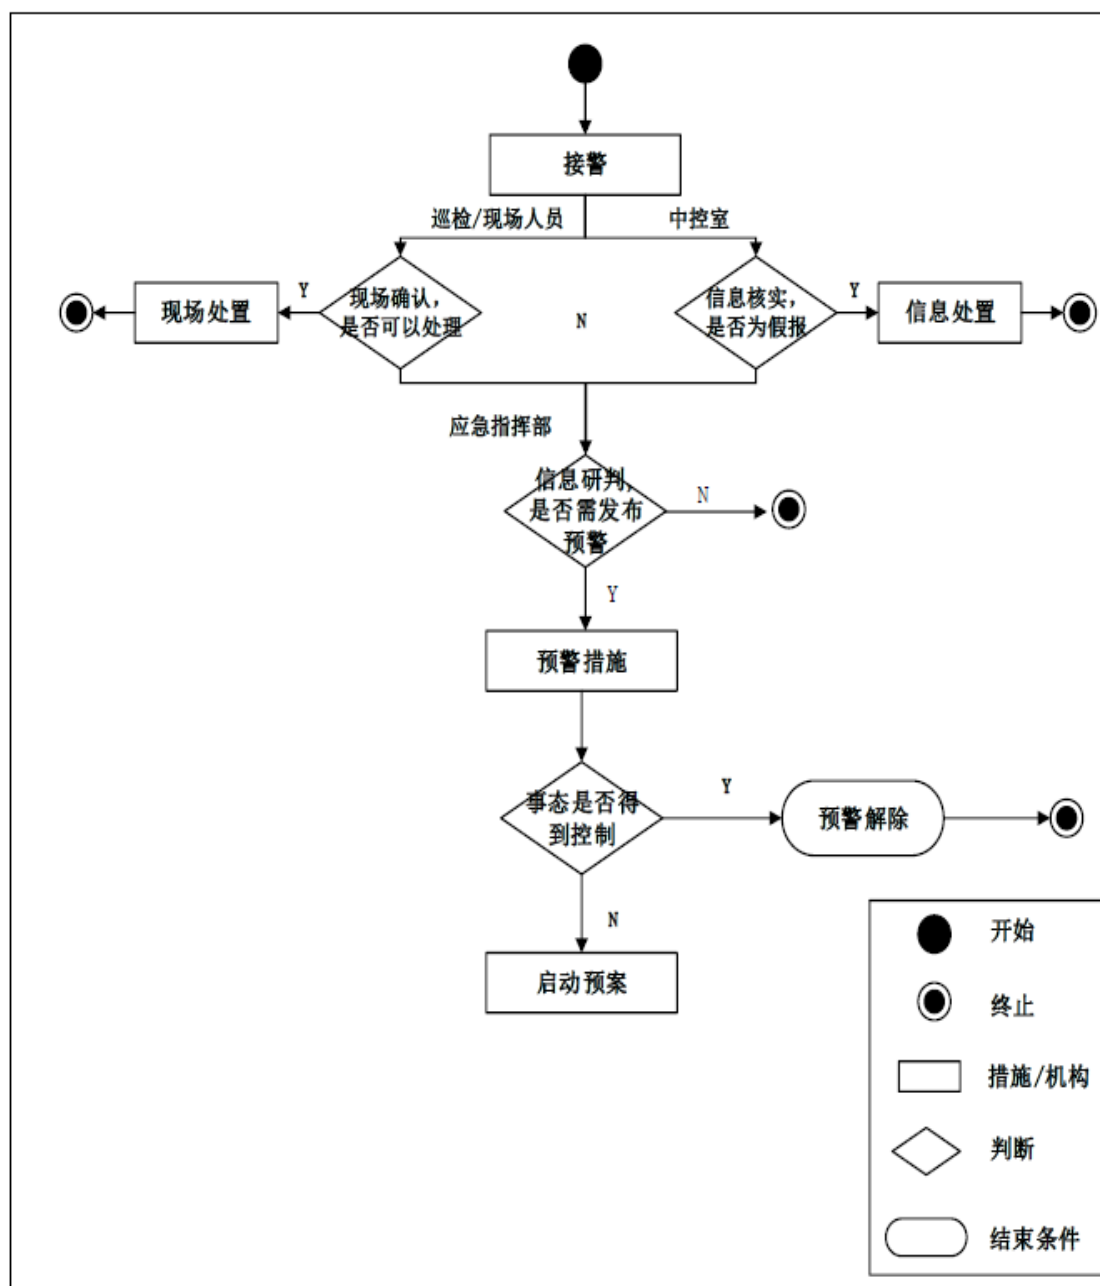 接警
巡检/现场人员
中控室
现场处置
Y
现场确认，
是否可以处理
N
信息核实，
是否为假报
Y
信息处置
应急指挥部
信息研判，
是否需发布
预警
N
Y
预警措施
事态是否得
到控制
Y
预警解除
N
启动预案
开始
终止
措施/机构
判断
结束条件